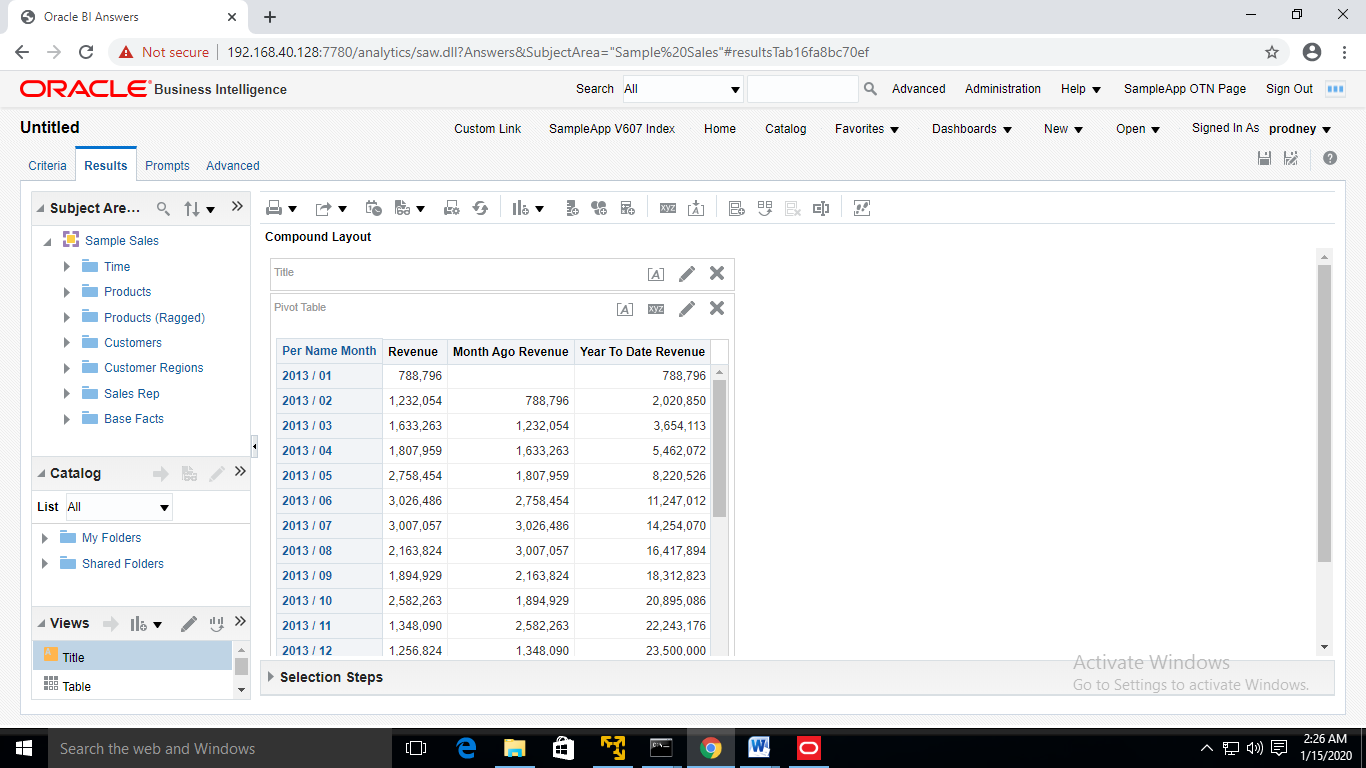 Oracle BI Answers
Not secure 192.168.40.128:7780/analytics/saw.dll?Answers&SubjectArea="Sample%20Sales"#resultsTab16fa8bc70ef
ORACLE Business Intelligence
Search All Advanced Administration Help SampleApp OTN Page Sign Out
Untitled
Custom Link SampleApp V607 Index Home Catalog Favorites Dashboards New Open Signed In As prodney
Criteria Results Prompts Advanced
Subject Are...
Sample Sales
Time
Products
Products (Ragged)
Customers
Customer Regions
Sales Rep
Base Facts
Catalog
List All
My Folders
Shared Folders
Views
Title
Table
Compound Layout
Title
Pivot Table
Per Name Month Revenue Month Ago Revenue Year To Date Revenue
2013 / 01 788,796 788,796
2013 / 02 1,232,054 788,796 2,020,850
2013 / 03 1,633,263 1,232,054 3,654,113
2013 / 04 1,807,959 1,633,263 5,462,072
2013 / 05 2,758,454 1,807,959 8,220,526
2013 / 06 3,026,486 2,758,454 11,247,012
2013 / 07 3,007,057 3,026,486 14,254,070
2013 / 08 2,163,824 3,007,057 16,417,894
2013 / 09 1,894,929 2,163,824 18,312,823
2013 / 10 2,582,263 1,894,929 20,895,086
2013 / 11 1,348,090 2,582,263 22,243,176
2013 / 12 1,256,824 1,348,090 23,500,000
Selection Steps
Activate Windows
Go to Settings to activate Windows.
Search the web and Windows
2:26 AM
1/15/2020